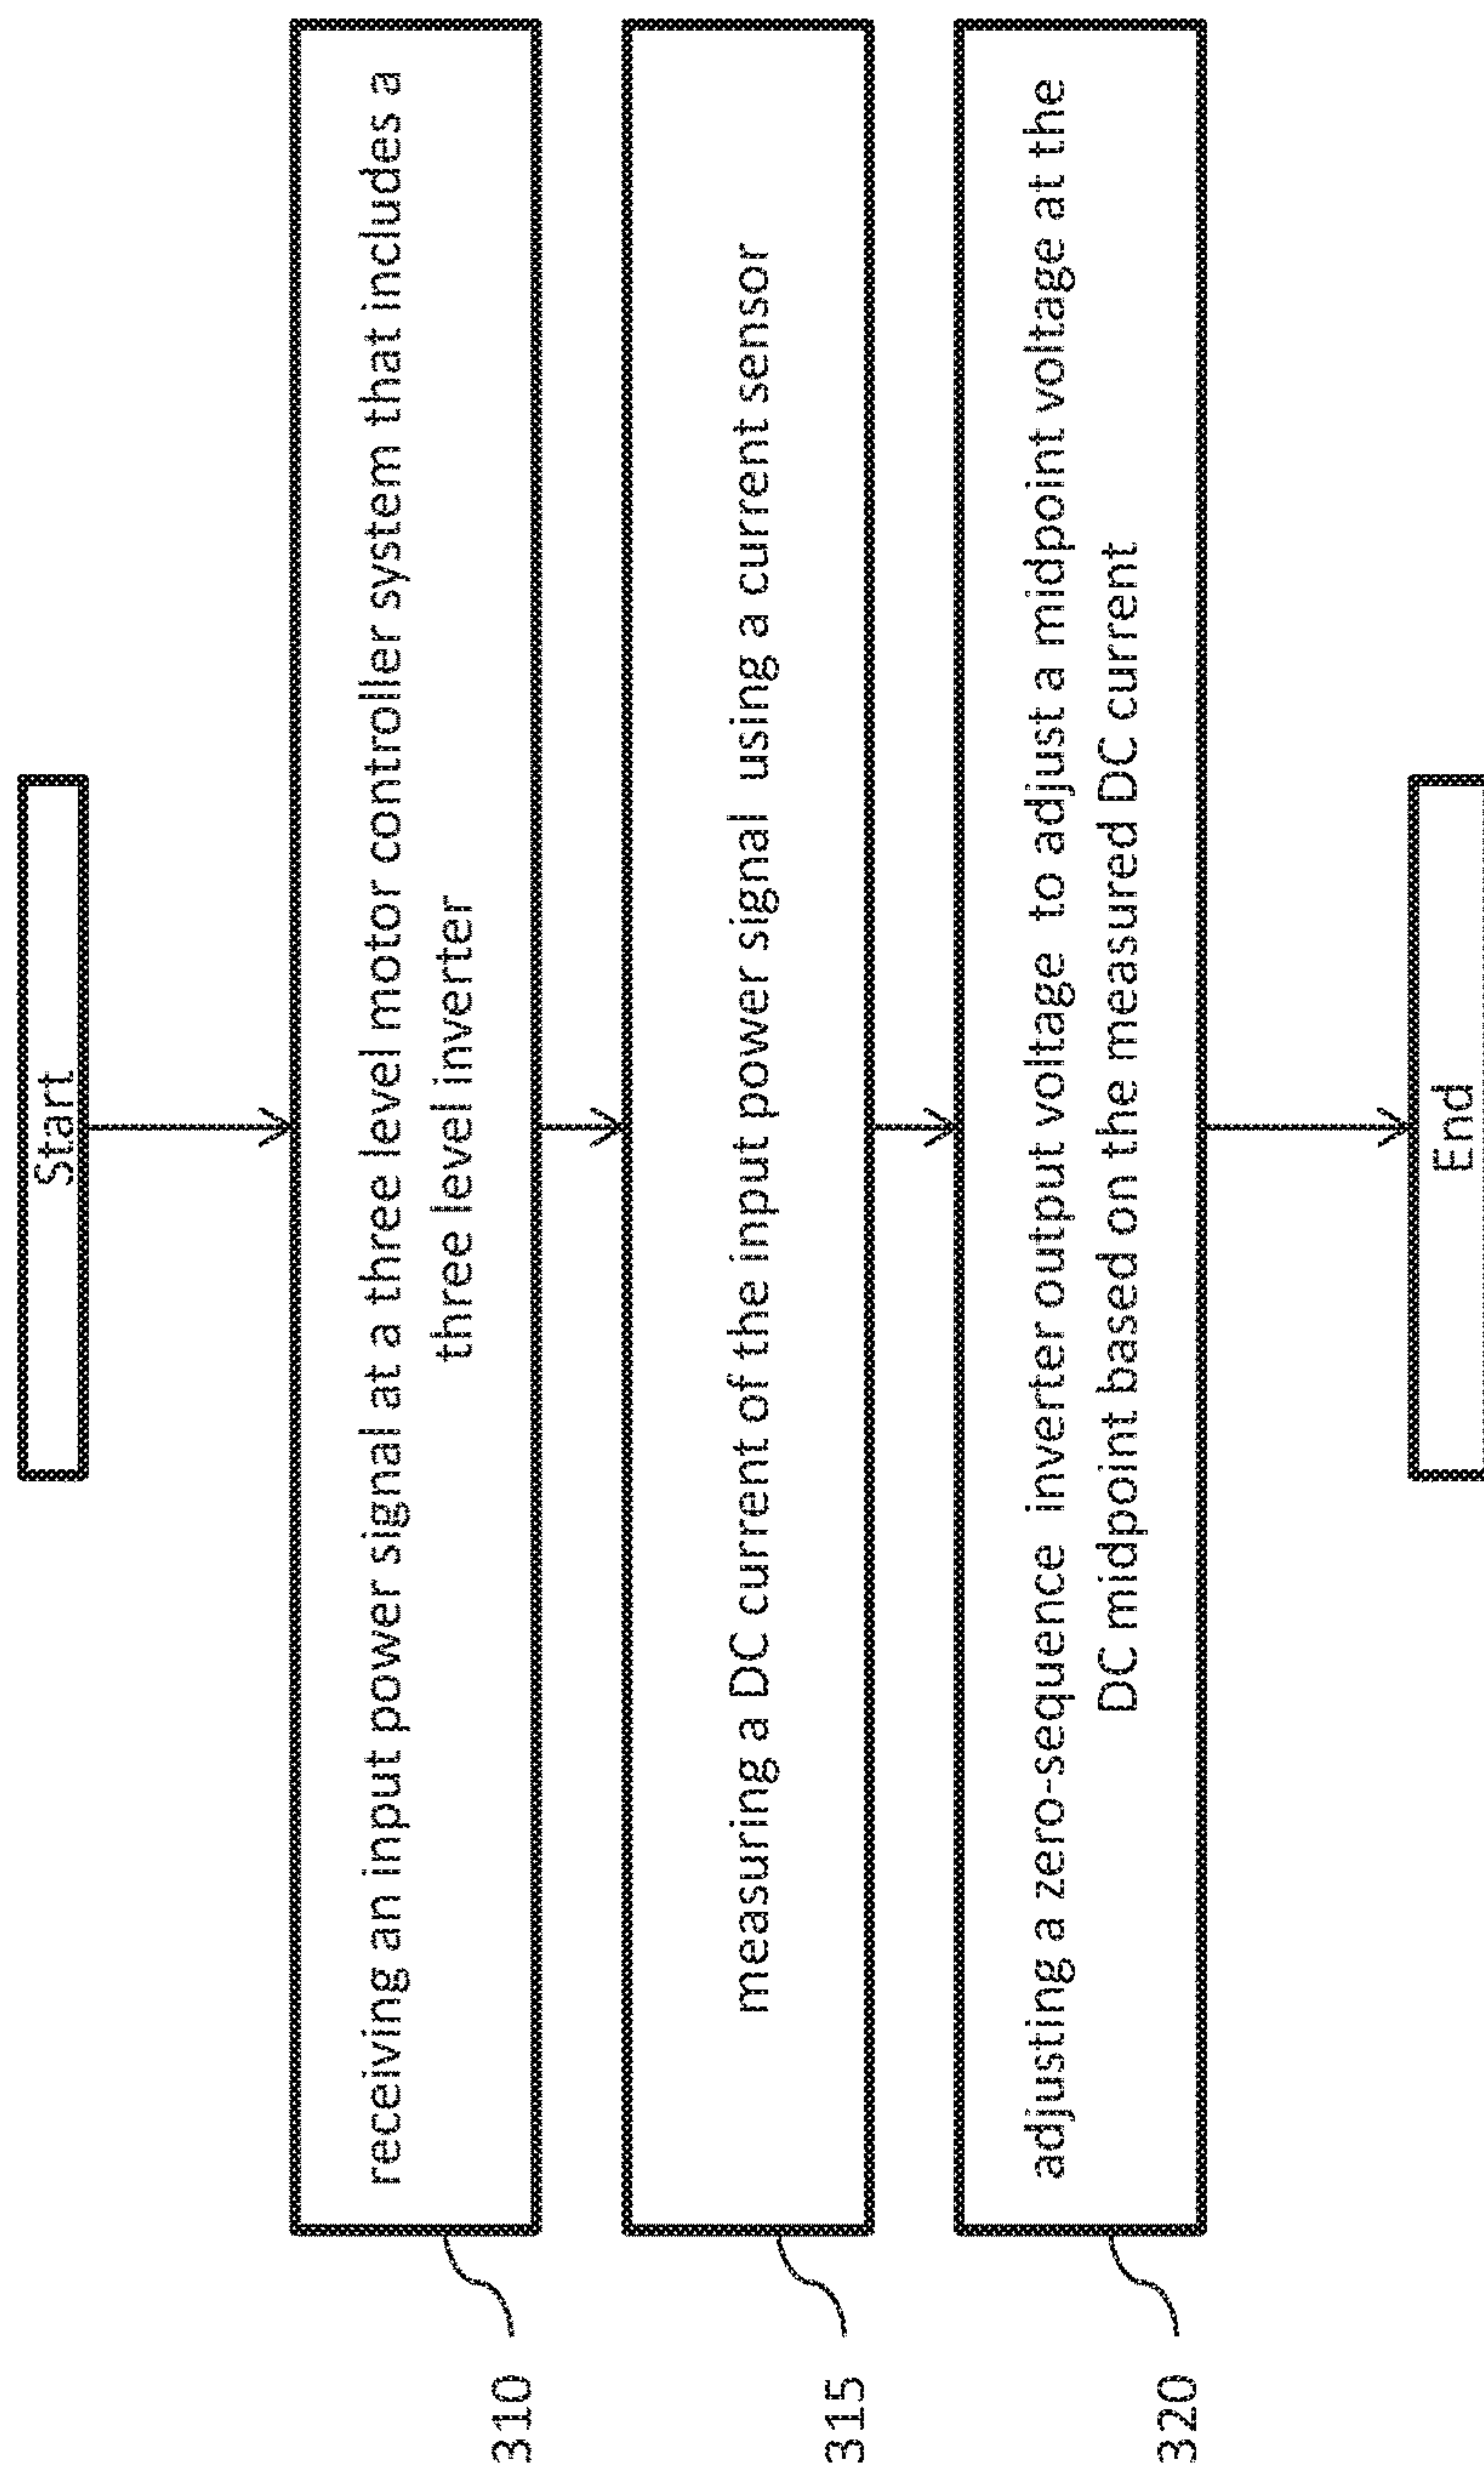 Start
310
receiving an input power signal at a three level motor controller system that includes a
three level inverter
315
measuring a DC current of the input power signal using a current sensor
320
adjusting a zero-sequence inverter output voltage to adjust a midpoint voltage at the
DC midpoint based on the measured DC current
End